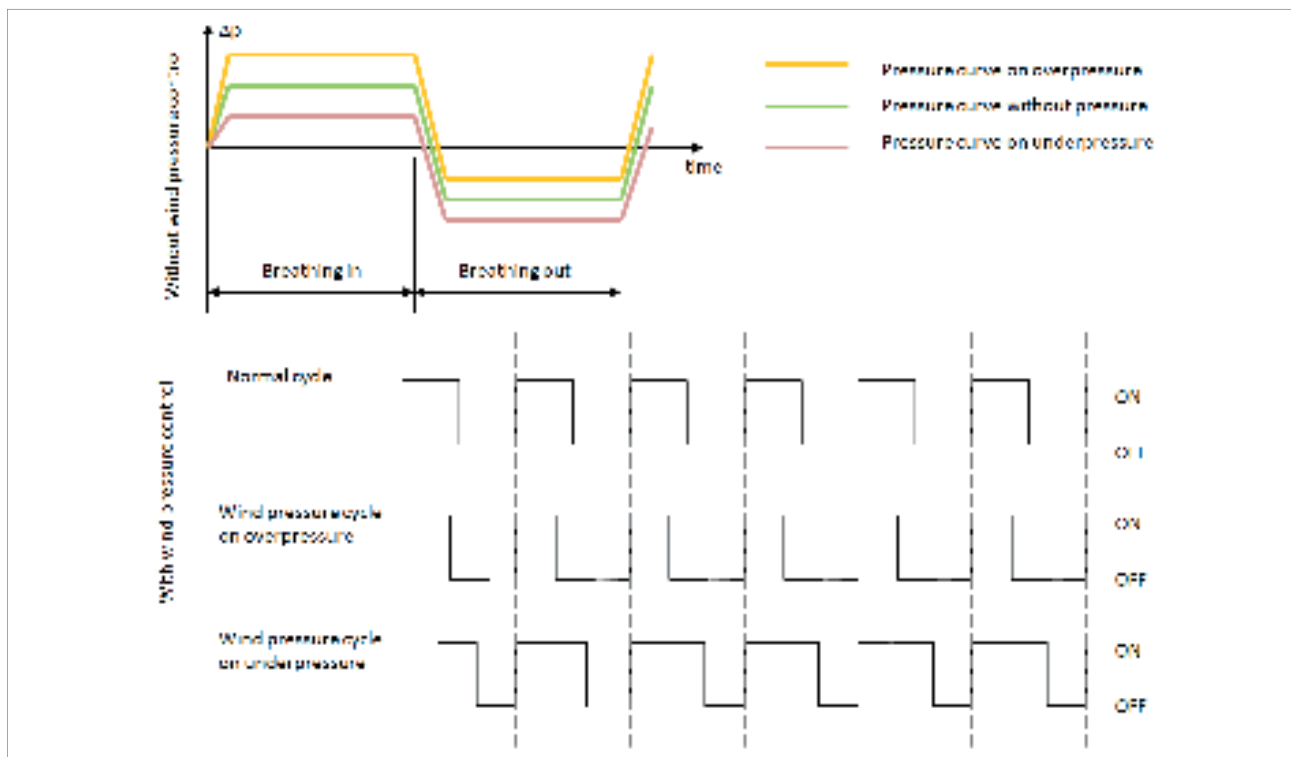 Δp
Without wind pressure control
Pressure curve on overpressure
Pressure curve without pressure
Pressure curve on underpressure
time
Breathing in
Breathing out
With wind pressure control
Normal cycle
ON
OFF
Wind pressure cycle
on overpressure
ON
OFF
Wind pressure cycle
on underpressure
ON
OFF